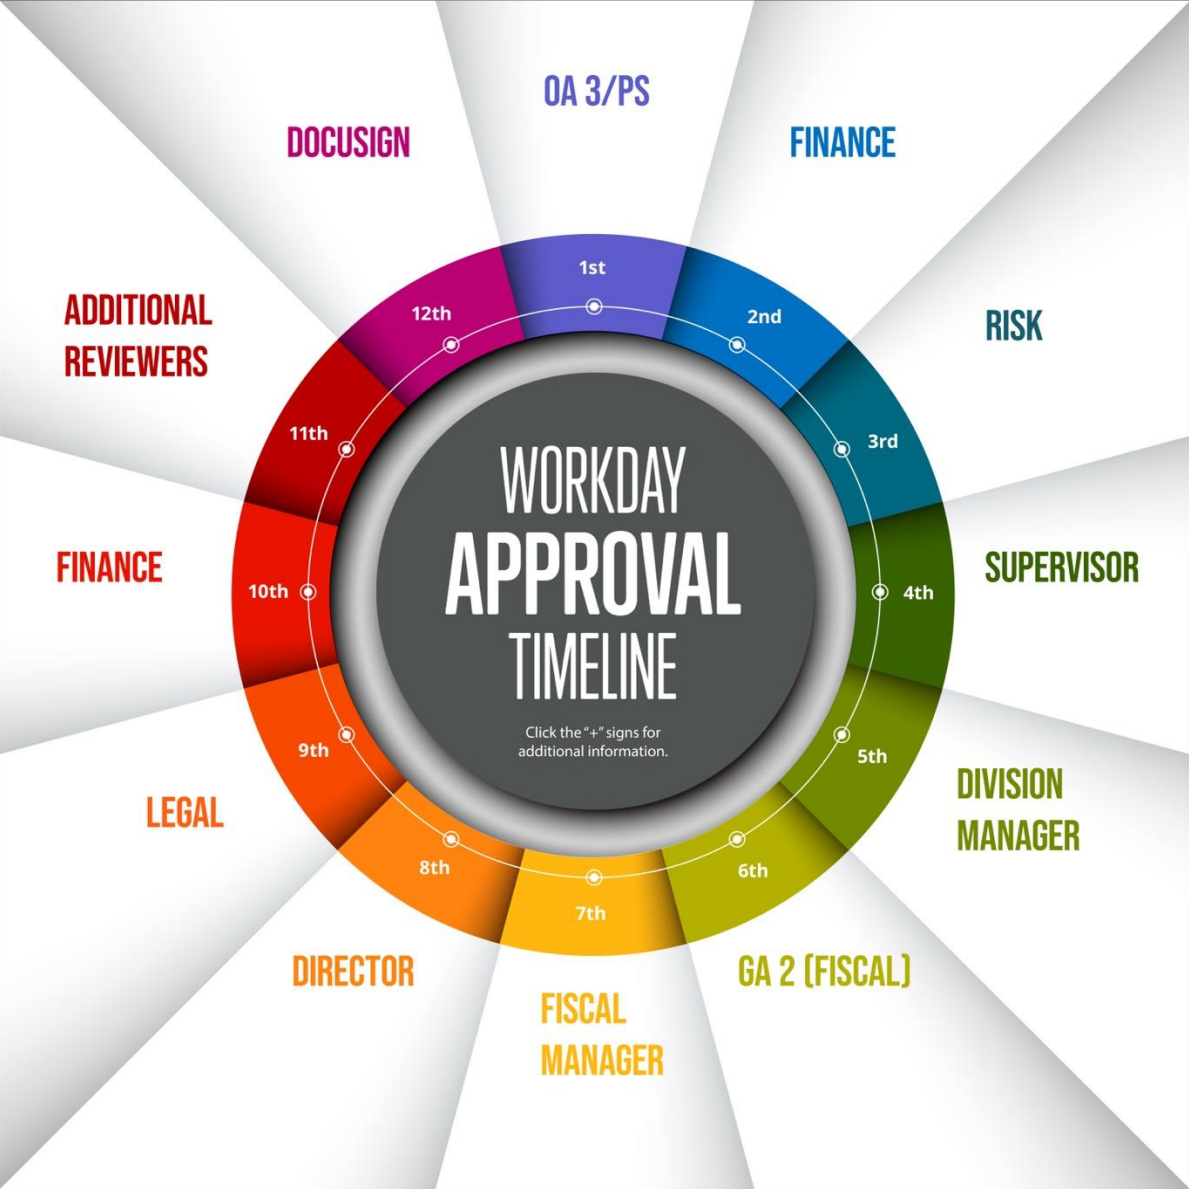 OA 3/PS
DOCUSIGN
FINANCE
1st
12th
2nd
ADDITIONAL
REVIEWERS
RISK
11th
3rd
WORKDAY
APPROVAL
TIMELINE
Click the "+" signs for
additional information.
FINANCE
10th
4th
SUPERVISOR
9th
5th
LEGAL
DIVISION
MANAGER
8th
6th
7th
DIRECTOR
GA 2 (FISCAL)
FISCAL
MANAGER